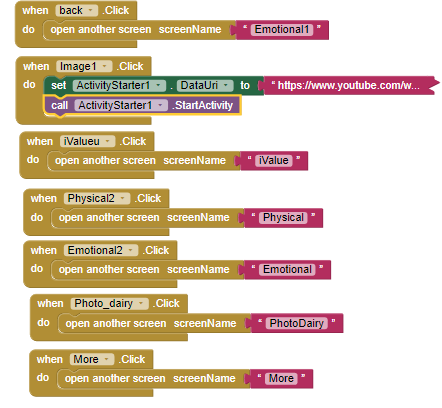 when back .Click
do open another screen screenName " Emotional1 "
when Image1 .Click
do set ActivityStarter1 . DataUri to " https://www.youtube.com/w...
call ActivityStarter1 .StartActivity
when iValueu .Click
do open another screen screenName " iValue "
when Physical2 .Click
do open another screen screenName " Physical "
when Emotional2 .Click
do open another screen screenName " Emotional "
when Photo_dairy .Click
do open another screen screenName " PhotoDairy "
when More .Click
do open another screen screenName " More "